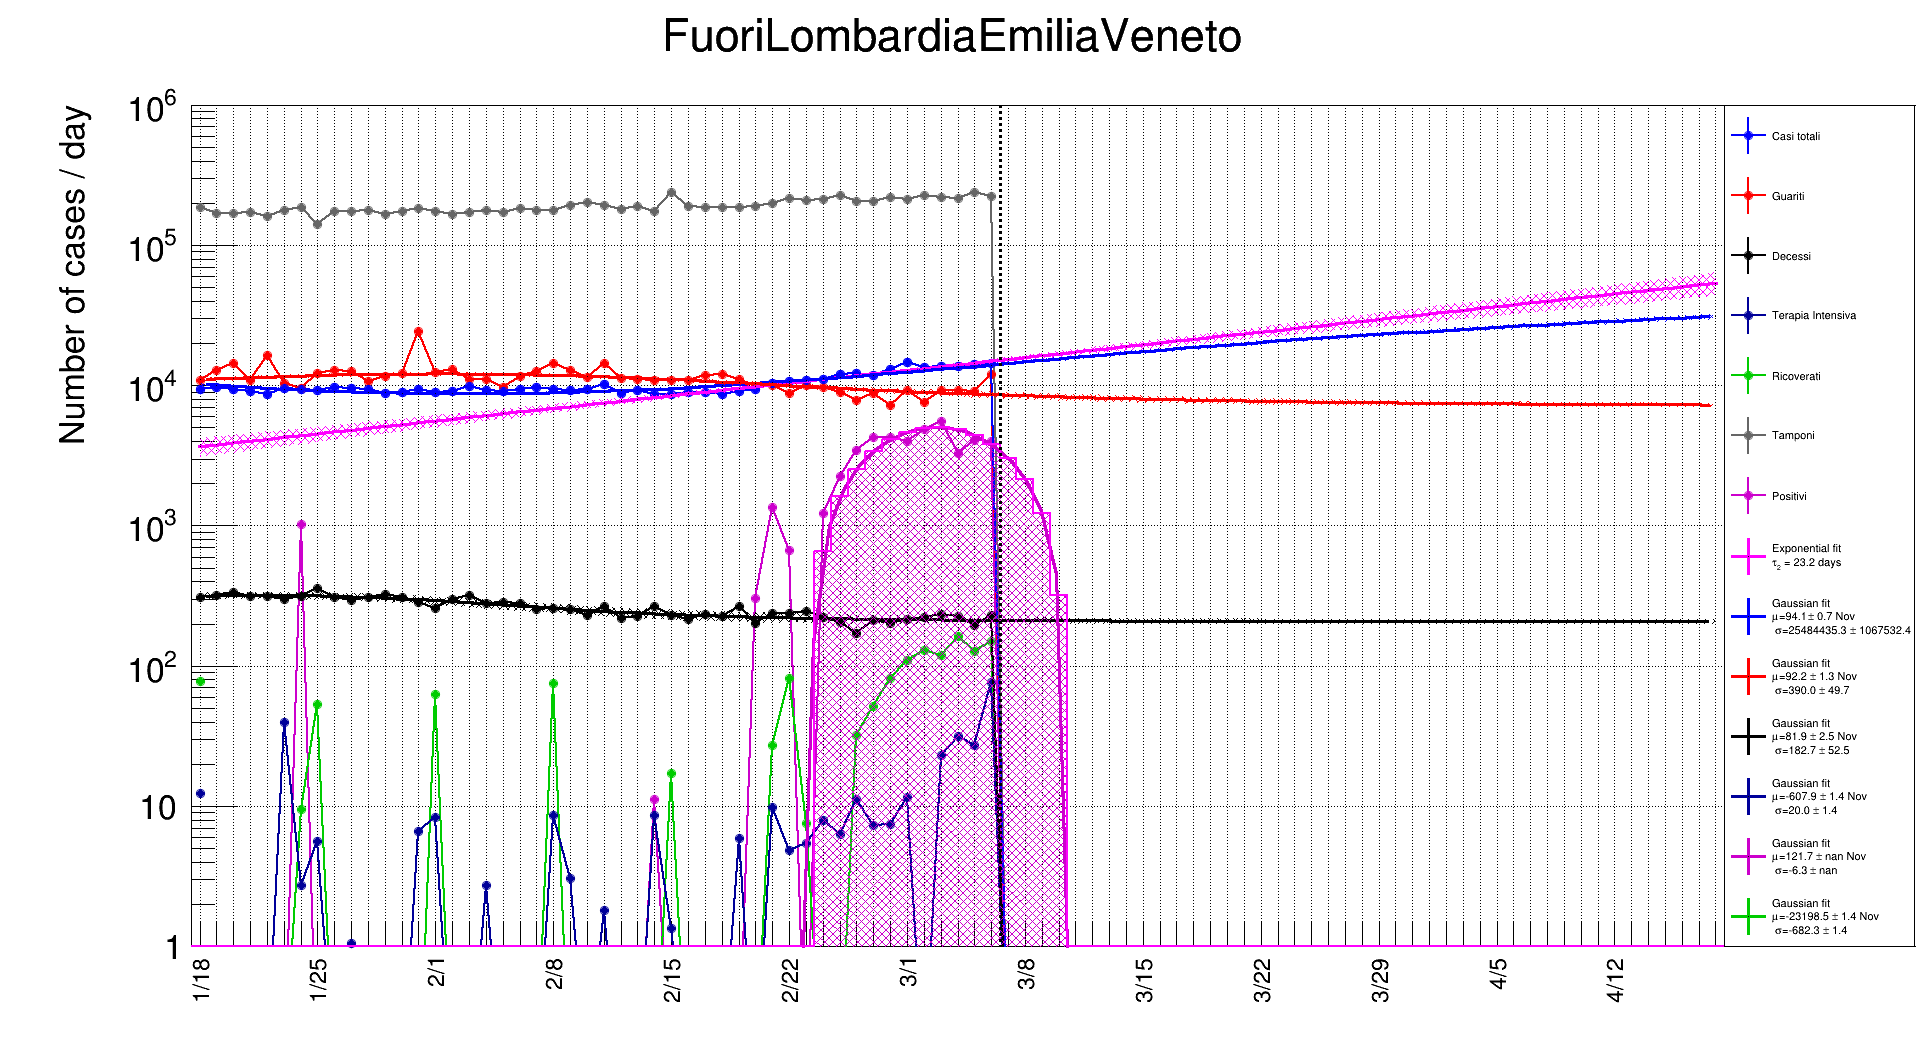 FuoriLombardiaEmiliaVeneto
Number of cases / day
10^6
10^5
10^4
10^3
10^2
10
1
1/18
1/25
2/1
2/8
2/15
2/22
3/1
3/8
3/15
3/22
3/29
4/5
4/12
Casi totali
Guariti
Decessi
Terapia Intensiva
Ricoverati
Tamponi
Positivi
Exponential fit
τ₂ = 23.2 days
Gaussian fit
μ=94.1 ± 0.7 Nov
σ=25484435.3 ± 1067532.4
Gaussian fit
μ=92.2 ± 1.3 Nov
σ=390.0 ± 49.7
Gaussian fit
μ=81.9 ± 2.5 Nov
σ=182.7 ± 52.5
Gaussian fit
μ=-607.9 ± 1.4 Nov
σ=20.0 ± 1.4
Gaussian fit
μ=121.7 ± nan Nov
σ=-6.3 ± nan
Gaussian fit
μ=-23198.5 ± 1.4 Nov
σ=-682.3 ± 1.4